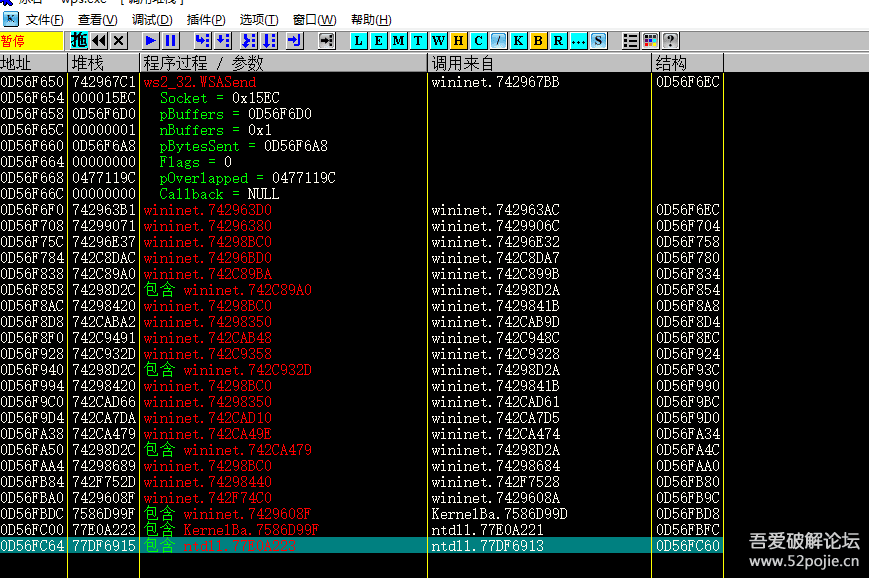 wps.exe - [调用堆栈]
文件(F) 查看(V) 调试(D) 插件(P) 选项(T) 窗口(W) 帮助(H)
暂停 拖 L E M T W H C / K B R ... S ?
地址 堆栈 程序过程 / 参数 调用来自 结构
0D56F650 742967C1 ws2_32.WSASend wininet.742967BB 0D56F6EC
0D56F654 000015EC Socket = 0x15EC
0D56F658 0D56F6D0 pBuffers = 0D56F6D0
0D56F65C 00000001 nBuffers = 0x1
0D56F660 0D56F6A8 pBytesSent = 0D56F6A8
0D56F664 00000000 Flags = 0
0D56F668 0477119C pOverlapped = 0477119C
0D56F66C 00000000 Callback = NULL
0D56F6F0 742963B1 wininet.742963D0 wininet.742963AC 0D56F6EC
0D56F708 74299071 wininet.74296380 wininet.7429906C 0D56F704
0D56F75C 74296E37 wininet.74298BC0 wininet.74296E32 0D56F758
0D56F784 742C8DAC wininet.74296BD0 wininet.742C8DA7 0D56F780
0D56F838 742C89A0 wininet.742C89BA wininet.742C899B 0D56F834
0D56F858 74298D2C 包含 wininet.742C89A0 wininet.74298D2A 0D56F854
0D56F8AC 74298420 wininet.74298BC0 wininet.7429841B 0D56F8A8
0D56F8D8 742CABA2 wininet.74298350 wininet.742CAB9D 0D56F8D4
0D56F8F0 742C9491 wininet.742CAB48 wininet.742C948C 0D56F8EC
0D56F928 742C932D wininet.742C9358 wininet.742C9328 0D56F924
0D56F940 74298D2C 包含 wininet.742C932D wininet.74298D2A 0D56F93C
0D56F994 74298420 wininet.74298BC0 wininet.7429841B 0D56F990
0D56F9C0 742CAD66 wininet.74298350 wininet.742CAD61 0D56F9BC
0D56F9D4 742CA7DA wininet.742CAD10 wininet.742CA7D5 0D56F9D0
0D56FA38 742CA479 wininet.742CA49E wininet.742CA474 0D56FA34
0D56FA50 74298D2C 包含 wininet.742CA479 wininet.74298D2A 0D56FA4C
0D56FAA4 74298689 wininet.74298BC0 wininet.74298684 0D56FAA0
0D56FB84 742F752D wininet.74298440 wininet.742F7528 0D56FB80
0D56FBA0 7429608F wininet.742F74C0 wininet.7429608A 0D56FB9C
0D56FBDC 7586D99F 包含 wininet.7429608F KernelBa.7586D99D 0D56FBD8
0D56FC00 77E0A223 包含 KernelBa.7586D99F ntdll.77E0A221 0D56FBFC
0D56FC64 77DF6915 包含 ntdll.77E0A223 ntdll.77DF6913 0D56FC60
吾爱破解论坛
www.52pojie.cn